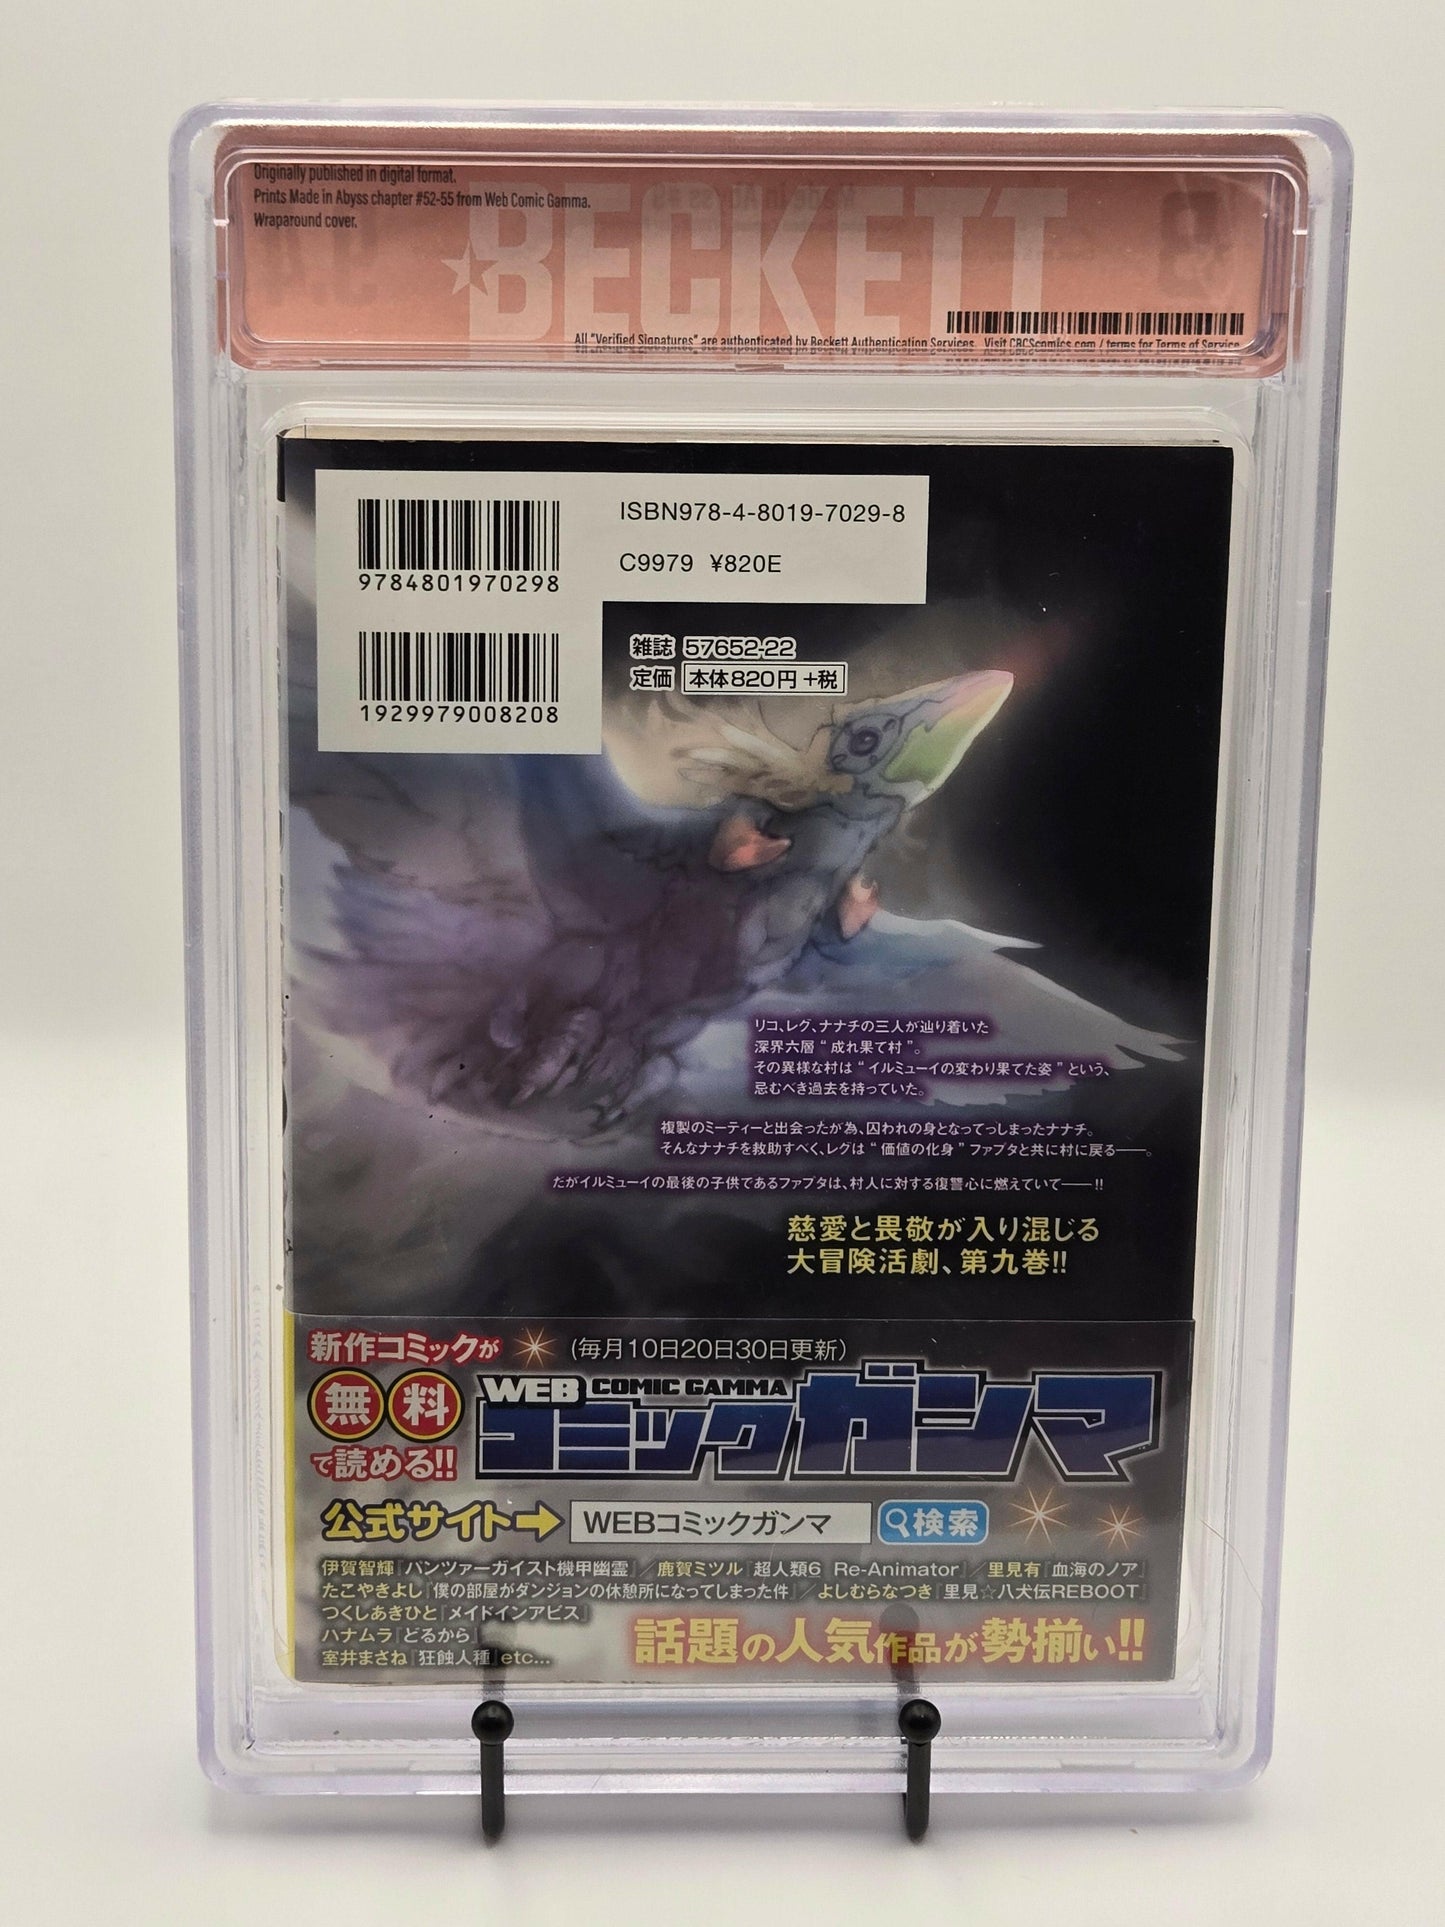 Originally published in digital format.
Prints Made in Abyss chapter #52-55 from Web Comic Gamma.
Wraparound cover.
BECKETT
All "Verified Signatures" are authenticated by Beckett Authentication Services. Visit CBCScomics.com / terms for Terms of Service
9784801970298
ISBN978-4-8019-7029-8
C9979 ¥820E
1929979008208
雑誌 57652-22
定価 本体820円+税
リコ、レグ、ナナチの三人が辿り着いた
深界六層“成れ果て村”。
その異様な村は“イルミューイの変わり果てた姿”という、
忌むべき過去を持っていた。
複製のミーティーと出会ったが為、囚われの身となってっしまったナナチ。
そんなナナチを救助すべく、レグは“価値の化身”ファプタと共に村に戻る――。
だがイルミューイの最後の子供であるファプタは、村人に対する復讐心に燃えていて――!!
慈愛と畏敬が入り混じる
大冒険活劇、第九巻!!
新作コミックが
無料
で読める!!
(毎月10日20日30日更新)
WEB COMIC GAMMA
コミックガンマ
公式サイト→ WEBコミックガンマ 検索
伊賀智輝『パンツァーガイスト機甲幽霊』／鹿賀ミツル『超人類6 Re-Animator』／里見有『血海のノア』
たこやきよし『僕の部屋がダンジョンの休憩所になってしまった件』／よしむらなつき『里見☆八犬伝REBOOT』
つくしあきひと『メイドインアビス』
ハナムラ『どるから』
室井まさね『狂蝕人種』etc...
話題の人気作品が勢揃い!!